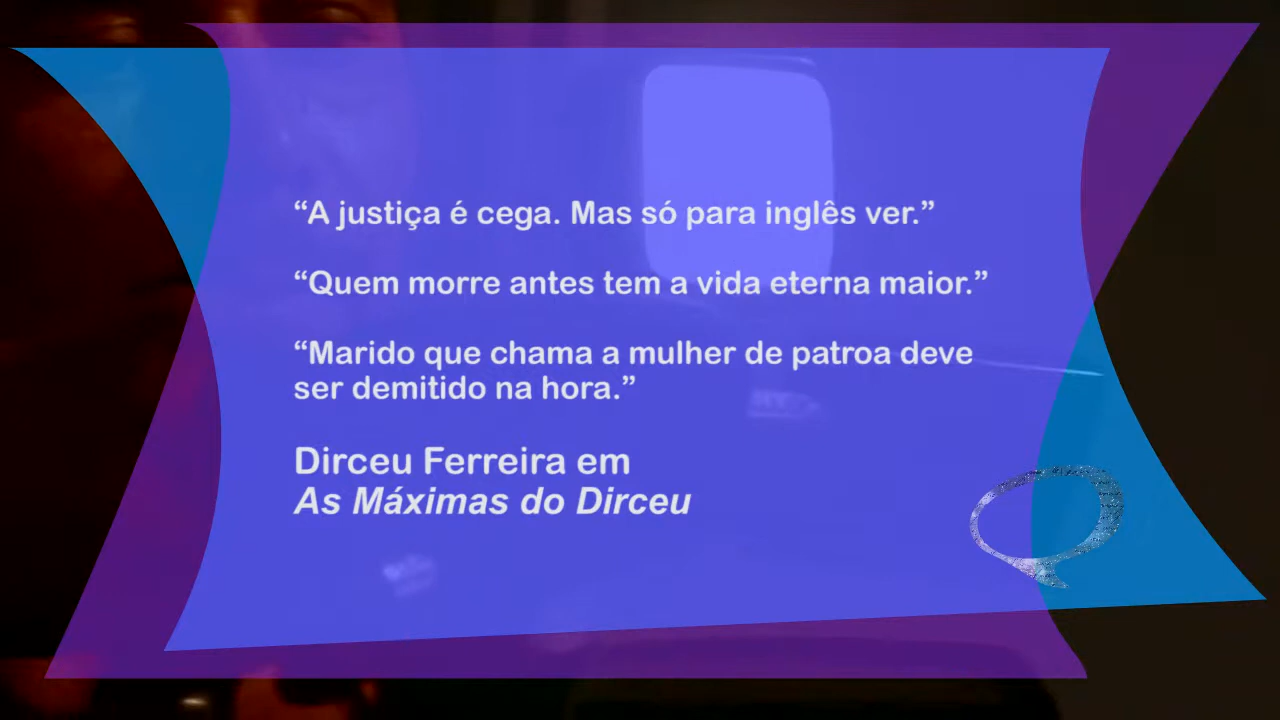 “A justiça é cega. Mas só para inglês ver.”
“Quem morre antes tem a vida eterna maior.”
“Marido que chama a mulher de patroa deve
ser demitido na hora.”
Dirceu Ferreira em
As Máximas do Dirceu